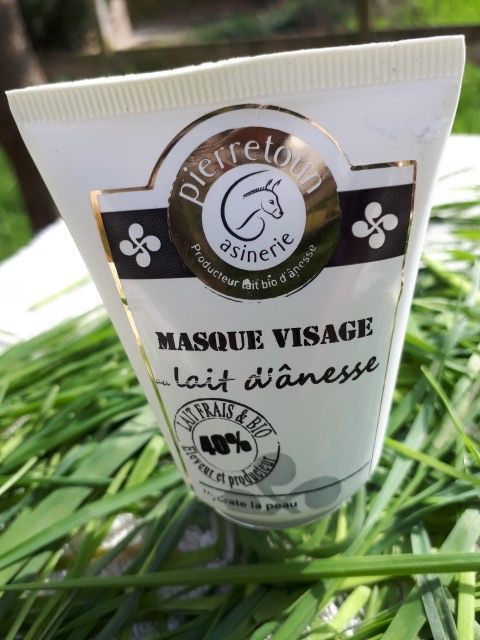 pierretoun
asinerie
Producteur lait bio d'ânesse
MASQUE VISAGE
au lait d'ânesse
LAIT FRAIS & BIO
40%
Eleveur et producteur
Hydrate la peau